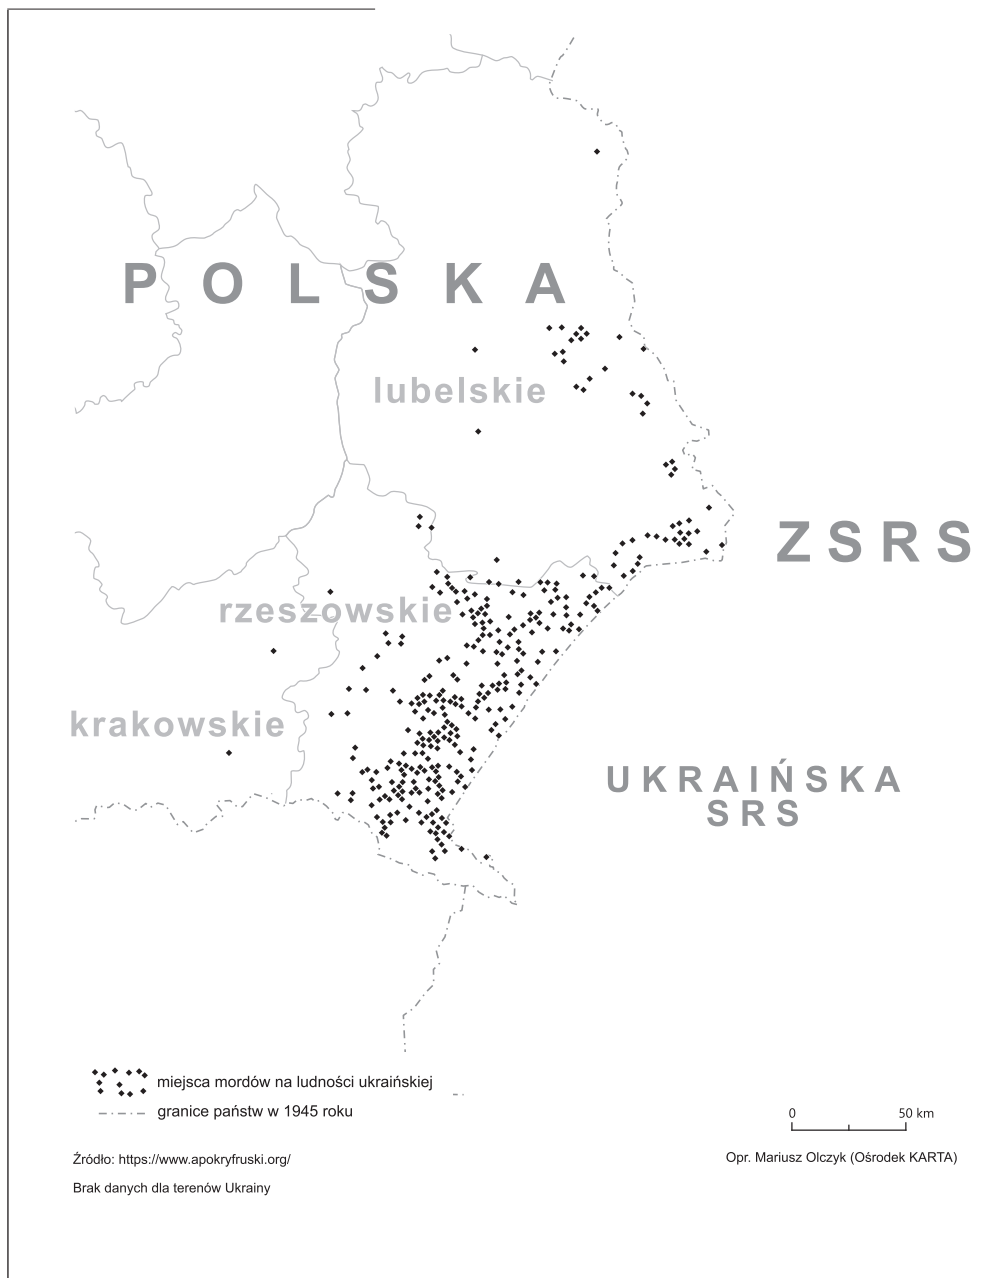 POLSKA
lubelskie
ZSRS
rzeszowskie
krakowskie
UKRAIŃSKA
SRS
miejsca mordów na ludności ukraińskiej
granice państw w 1945 roku
0 50 km
Źródło: https://www.apokryfruski.org/
Opr. Mariusz Olczyk (Ośrodek KARTA)
Brak danych dla terenów Ukrainy